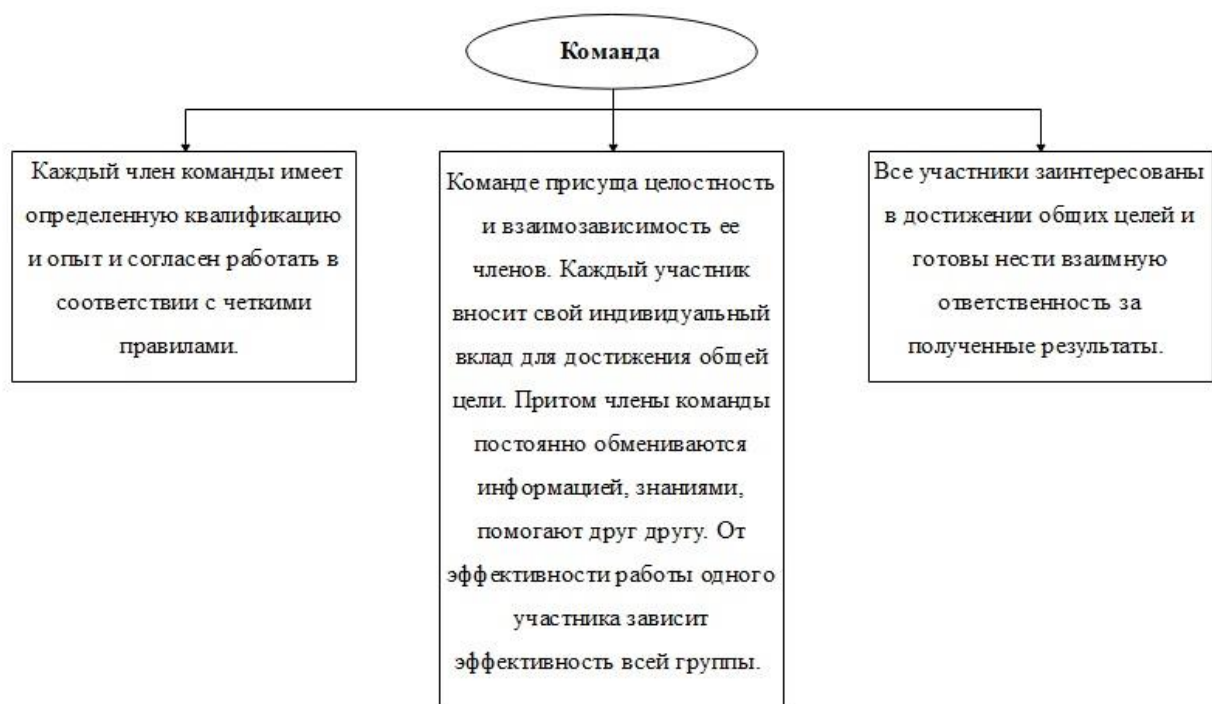 Команда
Каждый член команды имеет
определенную квалификацию
и опыт и согласен работать в
соответствии с четкими
правилами.
Команде присуща целостность
и взаимозависимость ее
членов. Каждый участник
вносит свой индивидуальный
вклад для достижения общей
цели. Притом члены команды
постоянно обмениваются
информацией, знаниями,
помогают друг другу. От
эффективности работы одного
участника зависит
эффективность всей группы.
Все участники заинтересованы
в достижении общих целей и
готовы нести взаимную
ответственность за
полученные результаты.